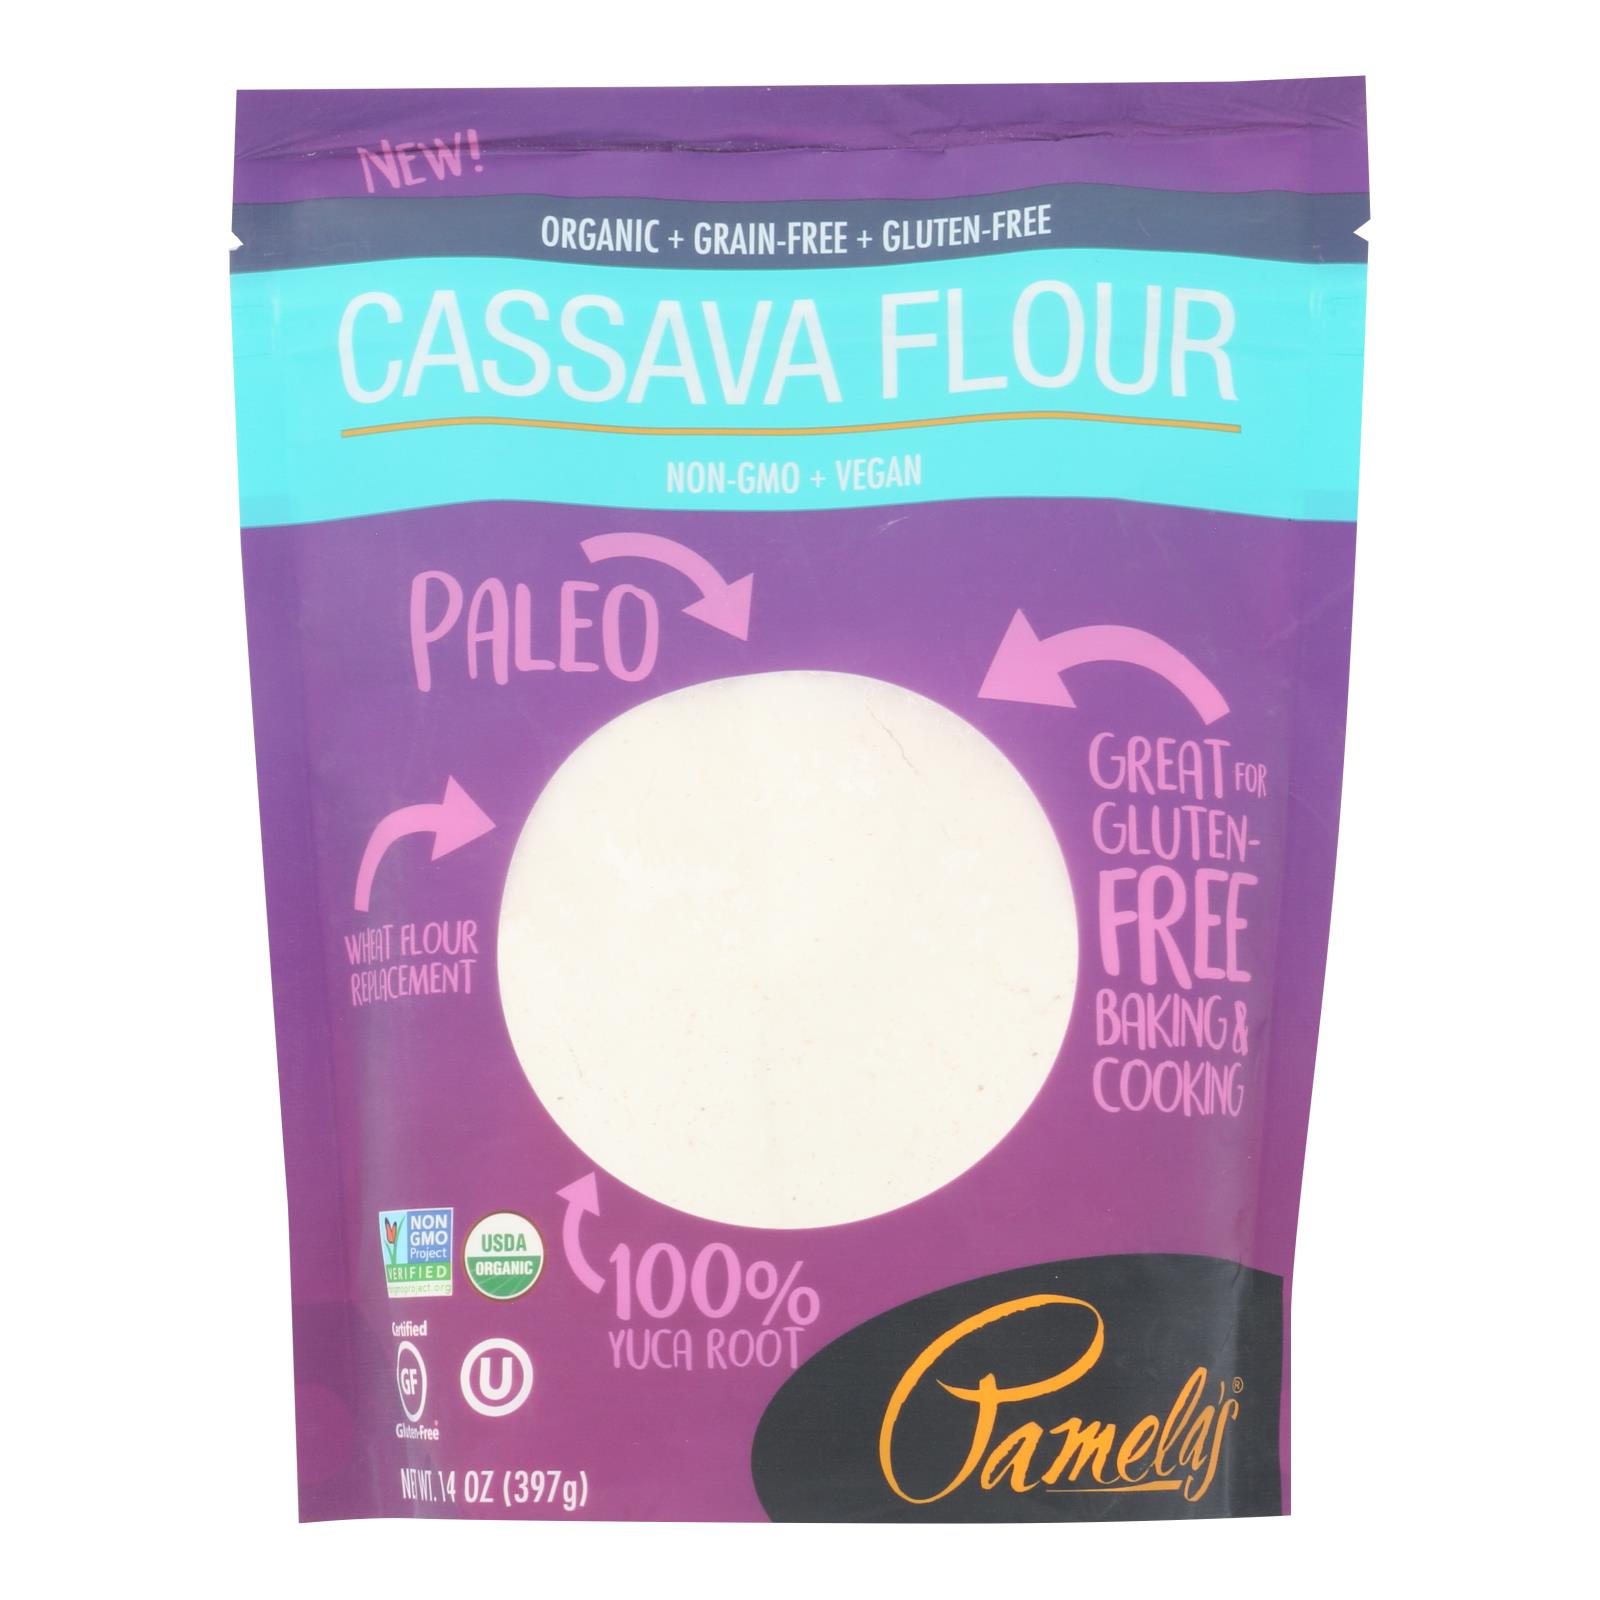 NEW!
ORGANIC + GRAIN-FREE + GLUTEN-FREE
CASSAVA FLOUR
NON-GMO + VEGAN
PALEO
GREAT FOR
GLUTEN-
FREE
BAKING &
COOKING
WHEAT FLOUR
REPLACEMENT
100%
YUCA ROOT
NON
GMO
Project
VERIFIED
nongmoproject.org
USDA
ORGANIC
Certified
GF
Gluten-Free
U
Pamela's®
NET WT. 14 OZ (397g)